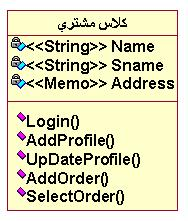 كلاس مشتري
<<String>> Name
<<String>> Sname
<<Memo>> Address
Login()
AddProfile()
UpDateProfile()
AddOrder()
SelectOrder()